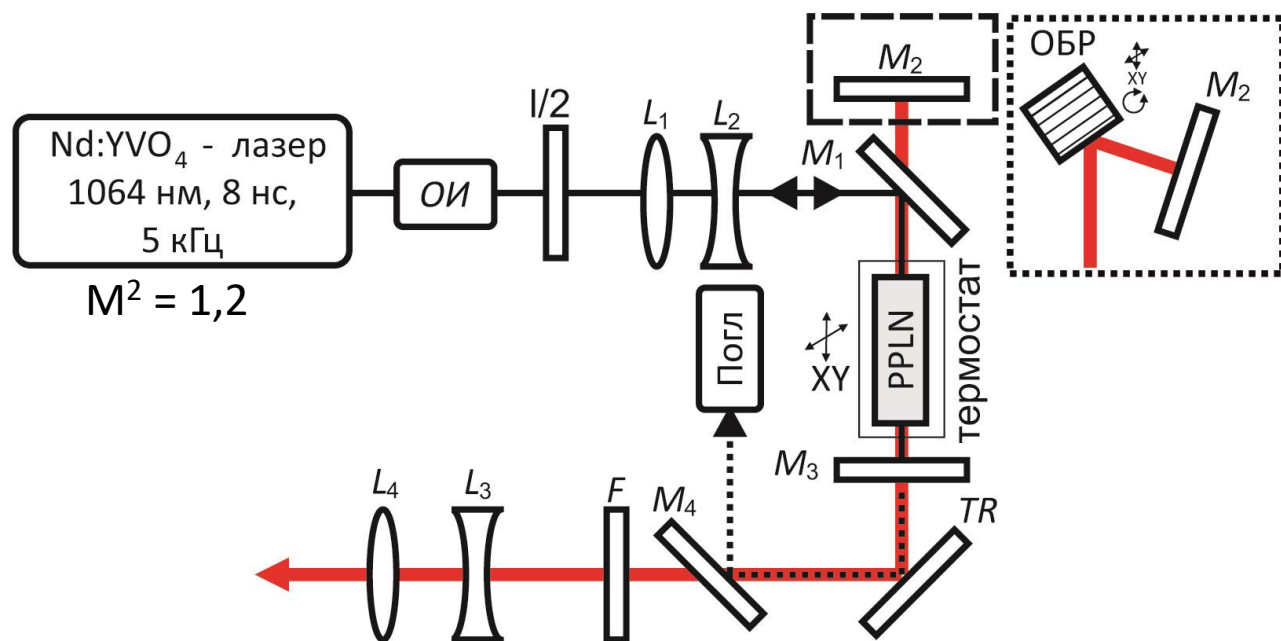 Nd:YVO₄ - лазер
1064 нм, 8 нс,
5 кГц
M² = 1,2
ОИ
l/2
L₁
L₂
M₁
M₂
ОБР
XY
M₂
Погл
XY
PPLN
термостат
M₃
L₄
L₃
F
M₄
TR